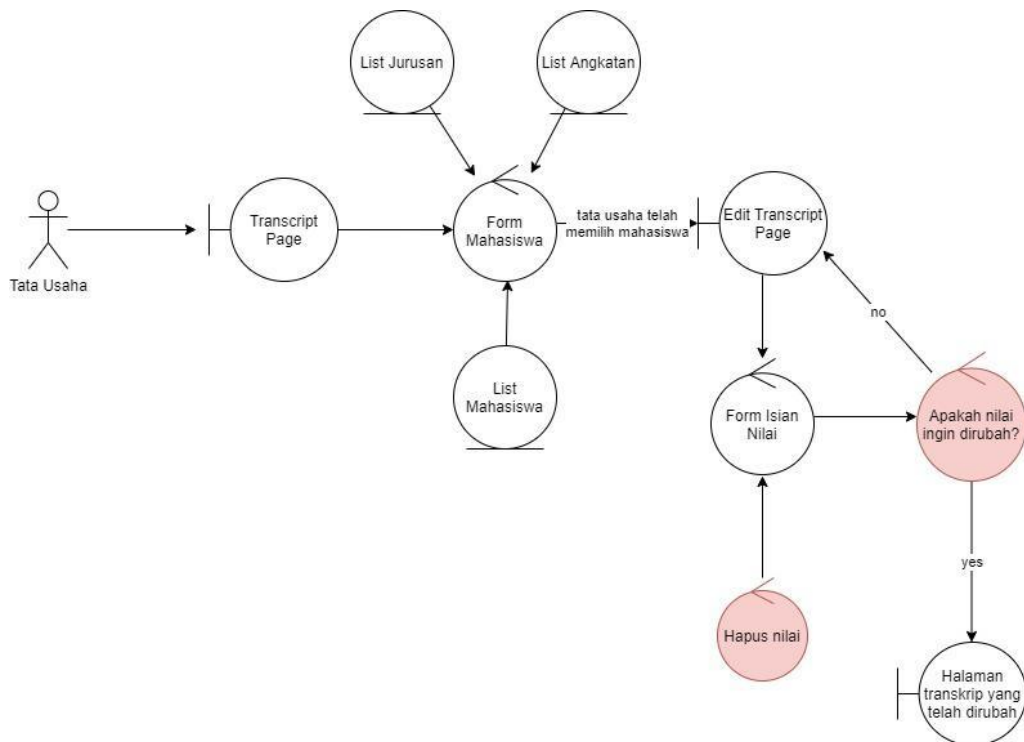 List Jurusan
List Angkatan
Tata Usaha
Transcript
Page
Form
Mahasiswa
tata usaha telah
memilih mahasiswa
Edit Transcript
Page
no
List
Mahasiswa
Form Isian
Nilai
Apakah nilai
ingin dirubah?
yes
Hapus nilai
Halaman
transkrip yang
telah dirubah